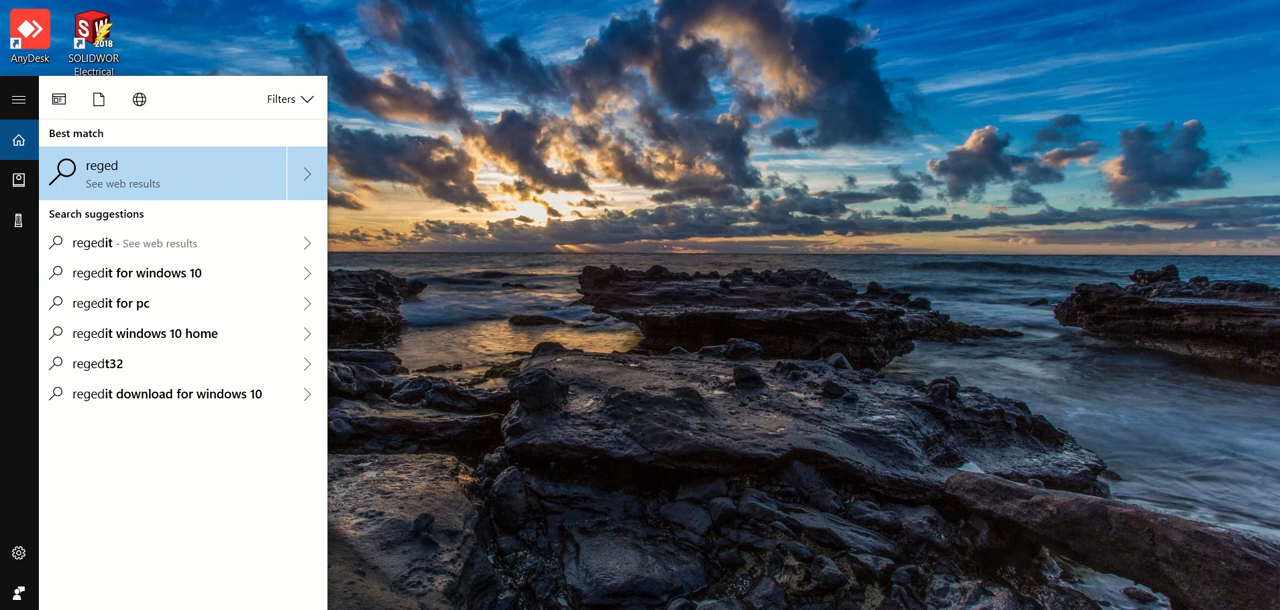 AnyDesk
SW
2018
SOLIDWOR
Electrical
Filters
Best match
reged
See web results
Search suggestions
regedit - See web results
regedit for windows 10
regedit for pc
regedit windows 10 home
regedt32
regedit download for windows 10